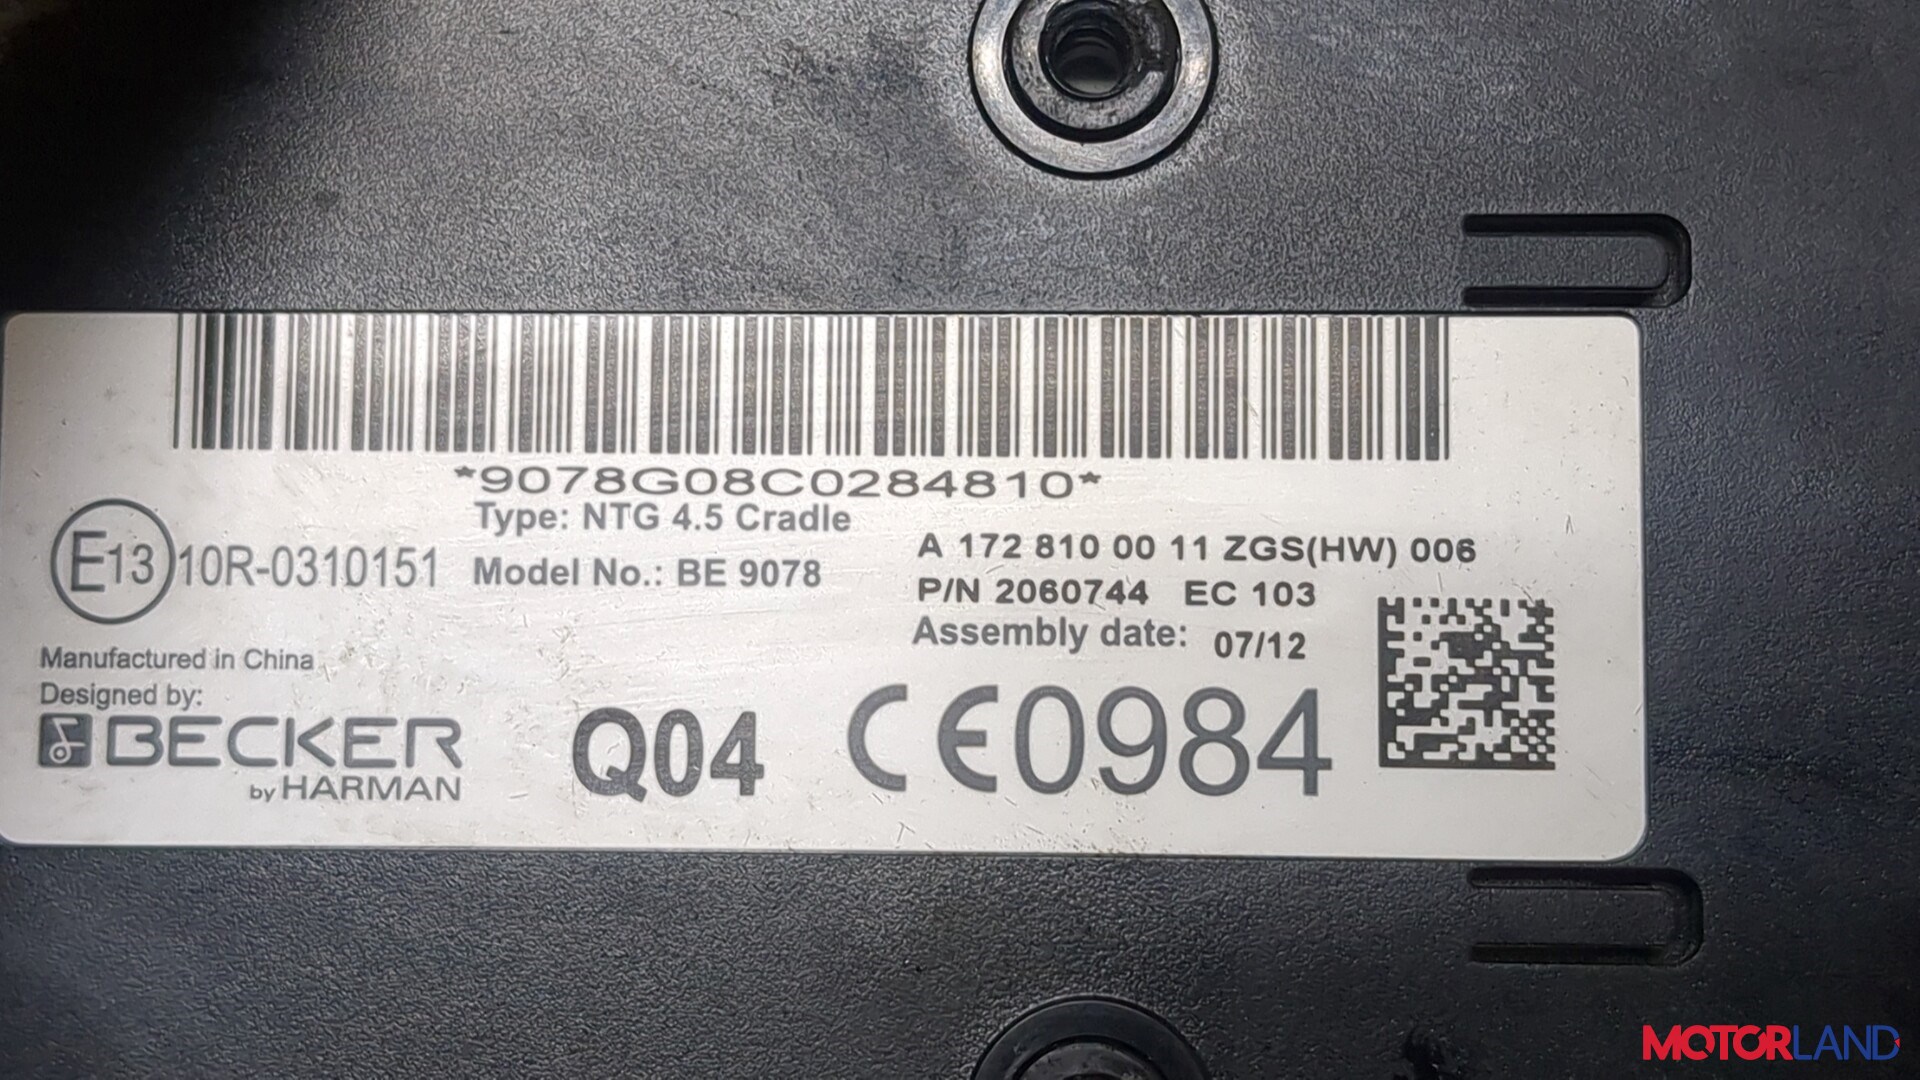 *9078G08C0284810*
Type: NTG 4.5 Cradle
E13 10R-0310151
Model No.: BE 9078
A 172 810 00 11 ZGS(HW) 006
P/N 2060744 EC 103
Assembly date: 07/12
Manufactured in China
Designed by:
BECKER
by HARMAN
Q04
CE0984
MOTORLAND